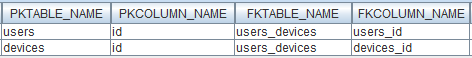 PKTABLE_NAME PKCOLUMN_NAME FKTABLE_NAME FKCOLUMN_NAME
users id users_devices users_id
devices id users_devices devices_id